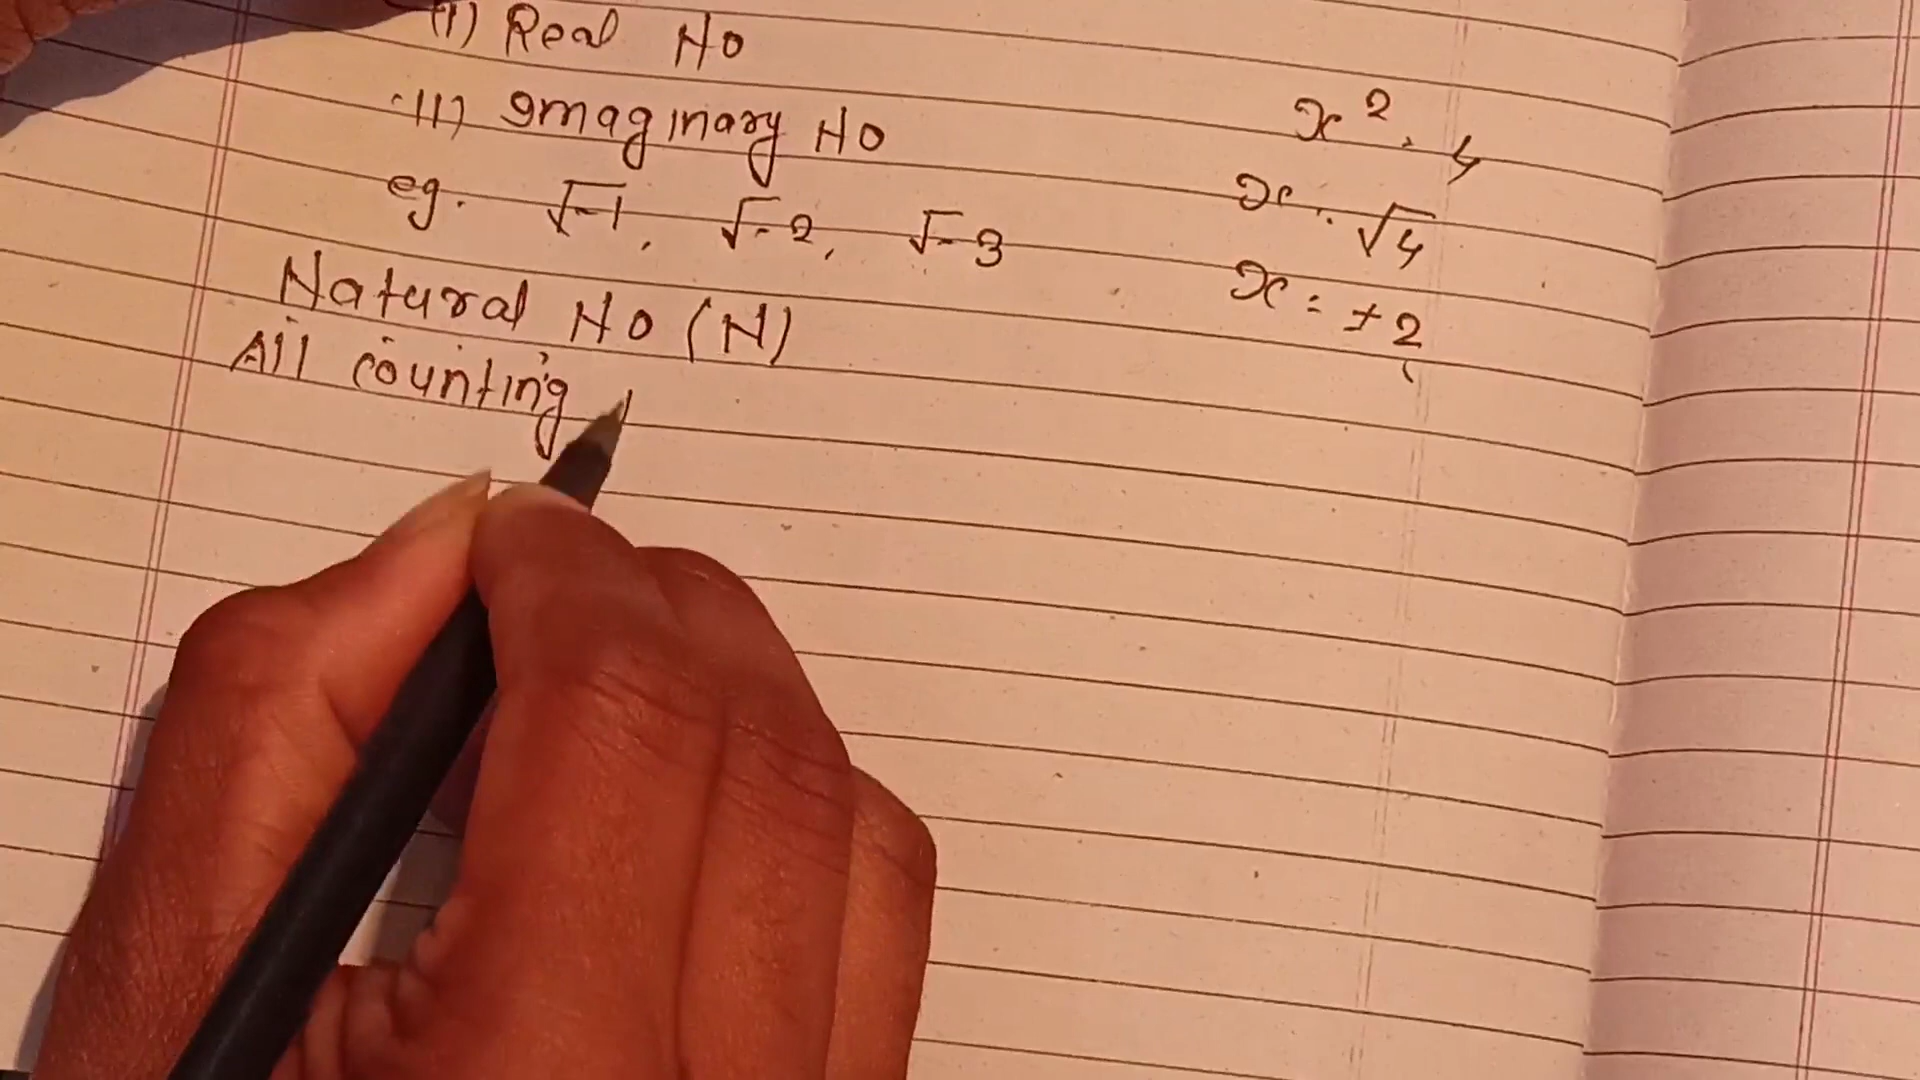 (I) Real No
(II) Imaginary No
eg. √-1, √-2, √-3
Natural No (N)
All counting
x² = 4
x = √4
x = ±2